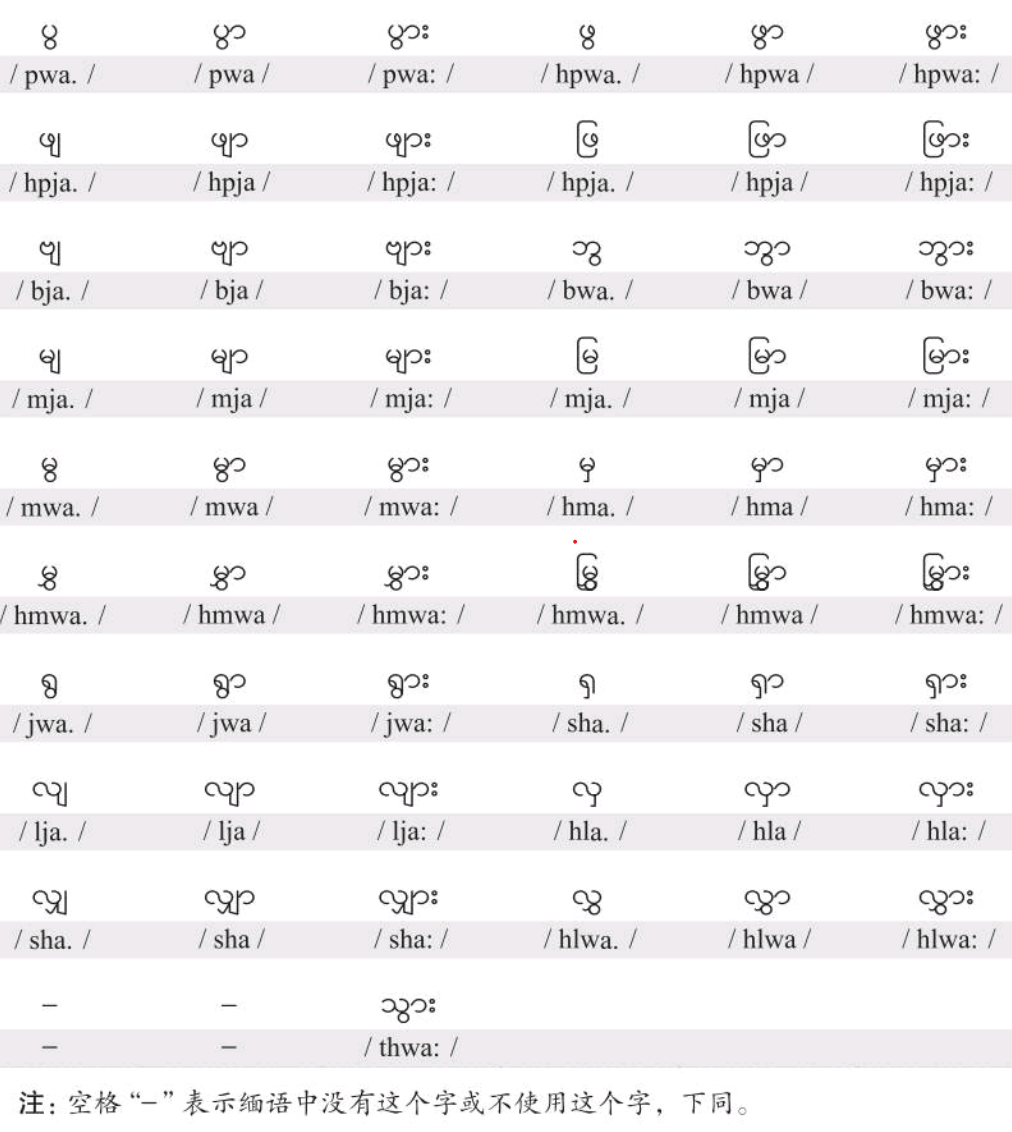 ပွ ပွာ ပွား ဖွ ဖွာ ဖွား
/ pwa. / / pwa / / pwa: / / hpwa. / / hpwa / / hpwa: /
ဖျ ဖျာ ဖျား ဖြ ဖြာ ဖြား
/ hpja. / / hpja / / hpja: / / hpja. / / hpja / / hpja: /
ဗျ ဗျာ ဗျား ဘွ ဘွာ ဘွား
/ bja. / / bja / / bja: / / bwa. / / bwa / / bwa: /
မျ မျာ များ မြ မြာ မြား
/ mja. / / mja / / mja: / / mja. / / mja / / mja: /
မွ မွာ မွား မှ မှာ မှား
/ mwa. / / mwa / / mwa: / / hma. / / hma / / hma: /
မွှ မွှာ မွှား မြွှ မြွှာ မြွှား
/ hmwa. / / hmwa / / hmwa: / / hmwa. / / hmwa / / hmwa: /
ရွ ရွာ ရွား ရှ ရှာ ရှား
/ jwa. / / jwa / / jwa: / / sha. / / sha / / sha: /
လျ လျာ လျား လှ လှာ လှား
/ lja. / / lja / / lja: / / hla. / / hla / / hla: /
လျှ လျှာ လျှား လွှ လွှာ လွှား
/ sha. / / sha / / sha: / / hlwa. / / hlwa / / hlwa: /
– – သွား
– – / thwa: /
注：空格“–”表示缅语中没有这个字或不使用这个字，下同。